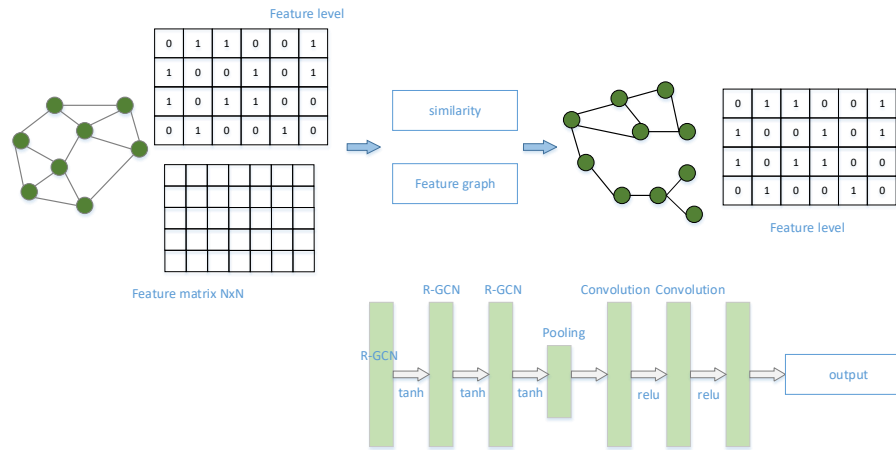 Feature level
0 1 1 0 0 1
1 0 0 1 0 1
1 0 1 1 0 0
0 1 0 0 1 0
Feature matrix NxN
similarity
Feature graph
0 1 1 0 0 1
1 0 0 1 0 1
1 0 1 1 0 0
0 1 0 0 1 0
Feature level
R-GCN
R-GCN
R-GCN
Pooling
Convolution
Convolution
tanh
tanh
tanh
relu
relu
output